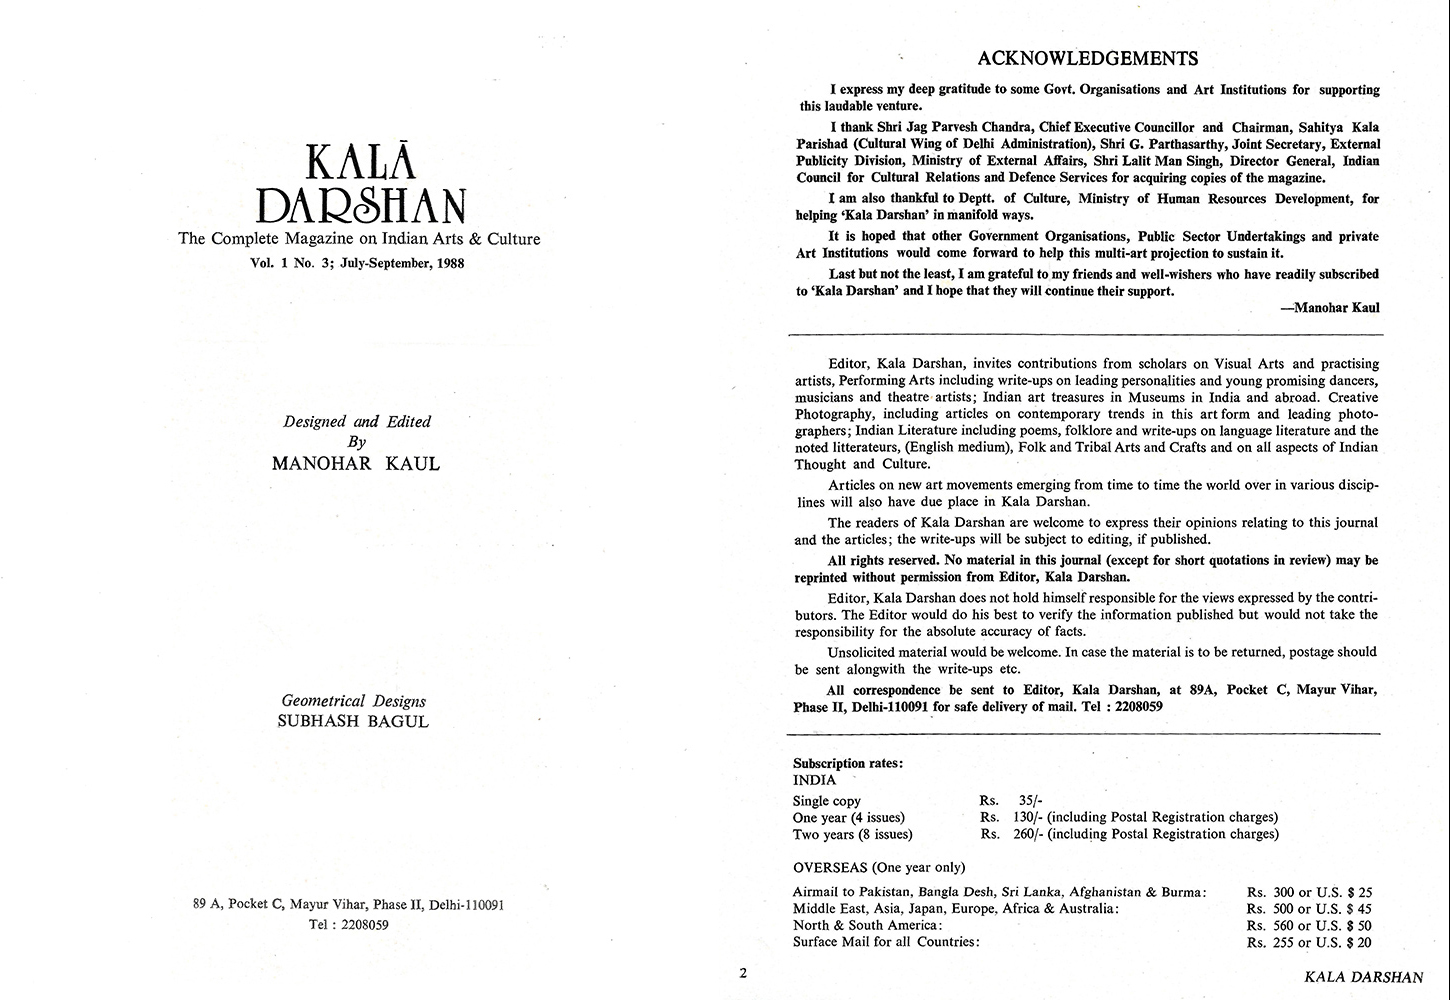 KALĀ
DARSHAN
The Complete Magazine on Indian Arts & Culture
Vol. 1 No. 3; July-September, 1988
Designed and Edited
By
MANOHAR KAUL
Geometrical Designs
SUBHASH BAGUL
89 A, Pocket C, Mayur Vihar, Phase II, Delhi-110091
Tel : 2208059
ACKNOWLEDGEMENTS
I express my deep gratitude to some Govt. Organisations and Art Institutions for supporting
this laudable venture.
I thank Shri Jag Parvesh Chandra, Chief Executive Councillor and Chairman, Sahitya Kala
Parishad (Cultural Wing of Delhi Administration), Shri G. Parthasarthy, Joint Secretary, External
Publicity Division, Ministry of External Affairs, Shri Lalit Man Singh, Director General, Indian
Council for Cultural Relations and Defence Services for acquiring copies of the magazine.
I am also thankful to Deptt. of Culture, Ministry of Human Resources Development, for
helping ‘Kala Darshan’ in manifold ways.
It is hoped that other Government Organisations, Public Sector Undertakings and private
Art Institutions would come forward to help this multi-art projection to sustain it.
Last but not the least, I am grateful to my friends and well-wishers who have readily subscribed
to ‘Kala Darshan’ and I hope that they will continue their support.
—Manohar Kaul
Editor, Kala Darshan, invites contributions from scholars on Visual Arts and practising
artists, Performing Arts including write-ups on leading personalities and young promising dancers,
musicians and theatre artists; Indian art treasures in Museums in India and abroad. Creative
Photography, including articles on contemporary trends in this art form and leading photo-
graphers; Indian Literature including poems, folklore and write-ups on language literature and the
noted litterateurs, (English medium), Folk and Tribal Arts and Crafts and on all aspects of Indian
Thought and Culture.
Articles on new art movements emerging from time to time the world over in various discip-
lines will also have due place in Kala Darshan.
The readers of Kala Darshan are welcome to express their opinions relating to this journal
and the articles; the write-ups will be subject to editing, if published.
All rights reserved. No material in this journal (except for short quotations in review) may be
reprinted without permission from Editor, Kala Darshan.
Editor, Kala Darshan does not hold himself responsible for the views expressed by the contri-
butors. The Editor would do his best to verify the information published but would not take the
responsibility for the absolute accuracy of facts.
Unsolicited material would be welcome. In case the material is to be returned, postage should
be sent alongwith the write-ups etc.
All correspondence be sent to Editor, Kala Darshan, at 89A, Pocket C, Mayur Vihar,
Phase II, Delhi-110091 for safe delivery of mail. Tel : 2208059
Subscription rates:
INDIA
Single copy Rs. 35/-
One year (4 issues) Rs. 130/- (including Postal Registration charges)
Two years (8 issues) Rs. 260/- (including Postal Registration charges)
OVERSEAS (One year only)
Airmail to Pakistan, Bangla Desh, Sri Lanka, Afghanistan & Burma: Rs. 300 or U.S. $ 25
Middle East, Asia, Japan, Europe, Africa & Australia: Rs. 500 or U.S. $ 45
North & South America: Rs. 560 or U.S. $ 50
Surface Mail for all Countries: Rs. 255 or U.S. $ 20
2
KALA DARSHAN